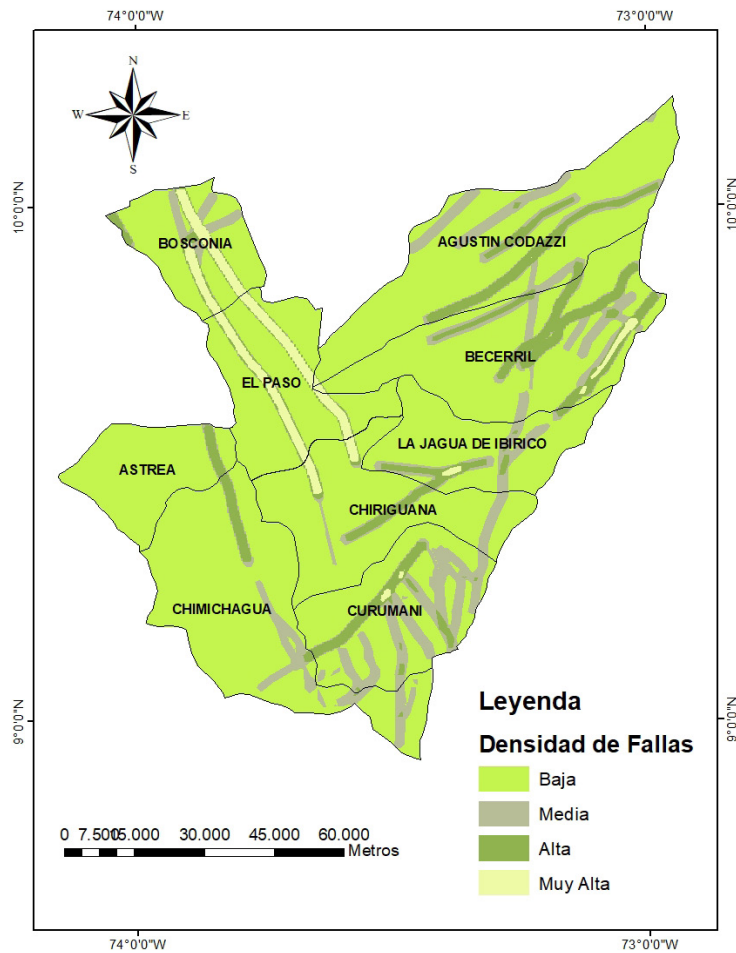 74°0'0"W
73°0'0"W
N
W
E
S
10°0'0"N
10°0'0"N
BOSCONIA
AGUSTIN CODAZZI
BECERRIL
EL PASO
LA JAGUA DE IBIRICO
ASTREA
CHIRIGUANA
CHIMICHAGUA
CURUMANI
9°0'0"N
9°0'0"N
Leyenda
Densidad de Fallas
Baja
Media
Alta
Muy Alta
0 7.500 15.000 30.000 45.000 60.000
Metros
74°0'0"W
73°0'0"W